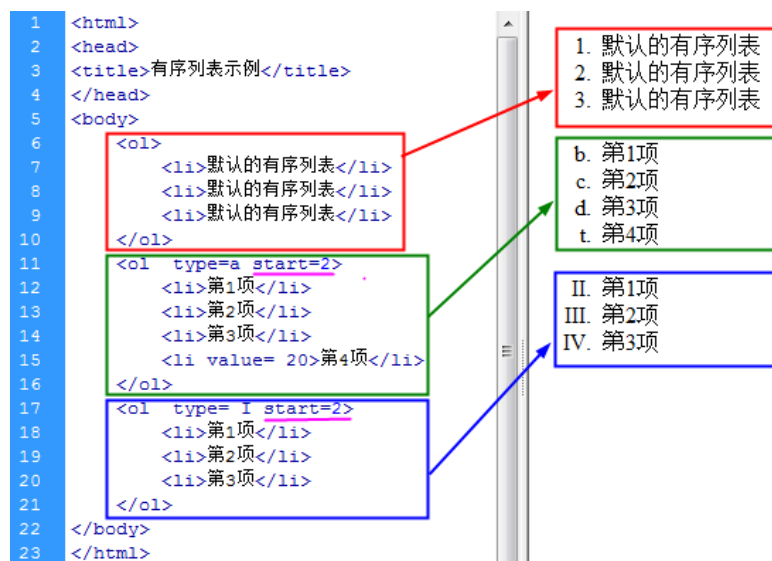 1 <html>
2 <head>
3 <title>有序列表示例</title>
4 </head>
5 <body>
6 <ol>
7 <li>默认的有序列表</li>
8 <li>默认的有序列表</li>
9 <li>默认的有序列表</li>
10 </ol>
11 <ol  type=a start=2>
12 <li>第1项</li>
13 <li>第2项</li>
14 <li>第3项</li>
15 <li value= 20>第4项</li>
16 </ol>
17 <ol  type= I start=2>
18 <li>第1项</li>
19 <li>第2项</li>
20 <li>第3项</li>
21 </ol>
22 </body>
23 </html>
1. 默认的有序列表
2. 默认的有序列表
3. 默认的有序列表
b. 第1项
c. 第2项
d. 第3项
t. 第4项
II. 第1项
III. 第2项
IV. 第3项